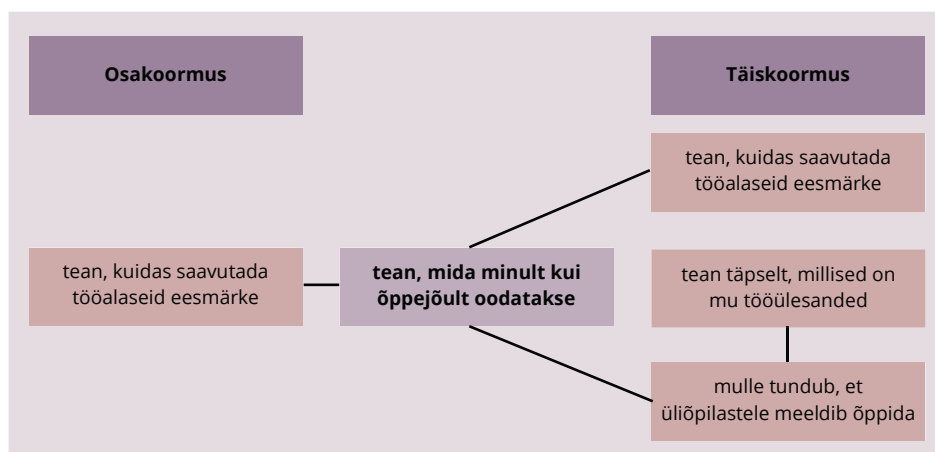 Osakoormus
Täiskoormus
tean, kuidas saavutada
tööalaseid eesmärke
tean, kuidas saavutada
tööalaseid eesmärke
tean, mida minult kui
õppejõult oodatakse
tean täpselt, millised on
mu tööülesanded
mulle tundub, et
üliõpilastele meeldib õppida